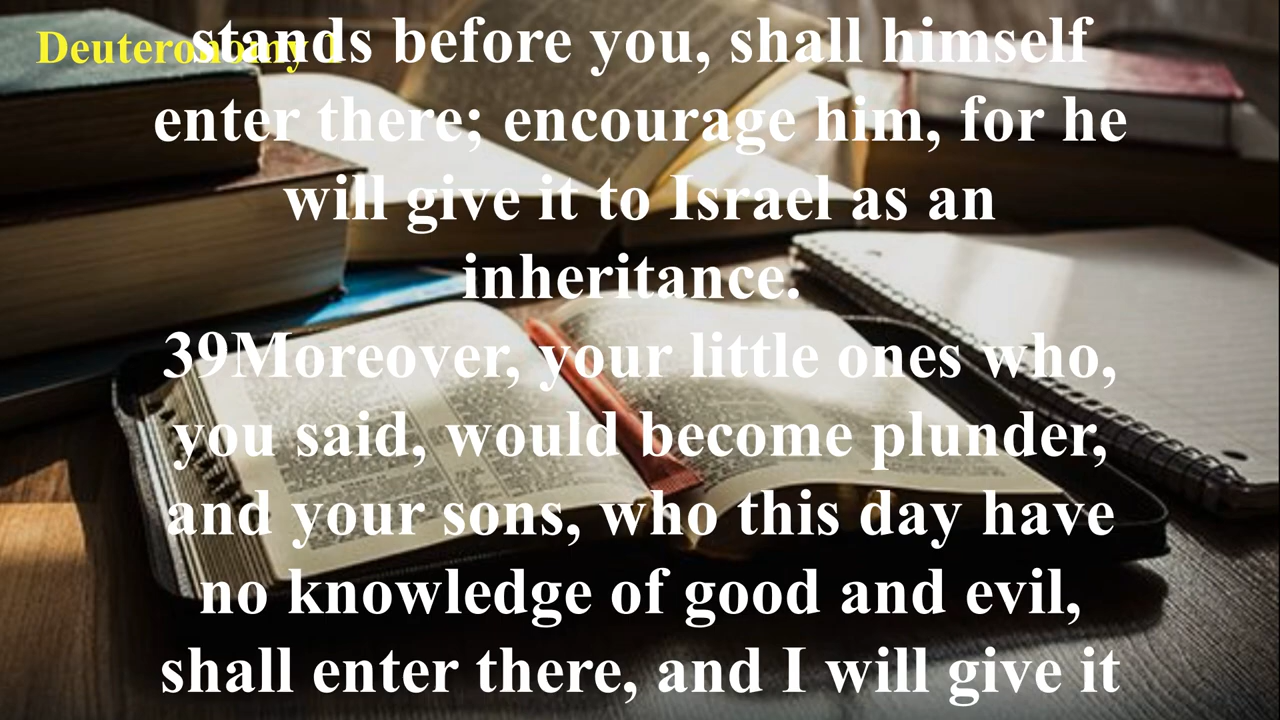 Deuteronomy 1
stands before you, shall himself
enter there; encourage him, for he
will give it to Israel as an
inheritance.
39Moreover, your little ones who,
you said, would become plunder,
and your sons, who this day have
no knowledge of good and evil,
shall enter there, and I will give it